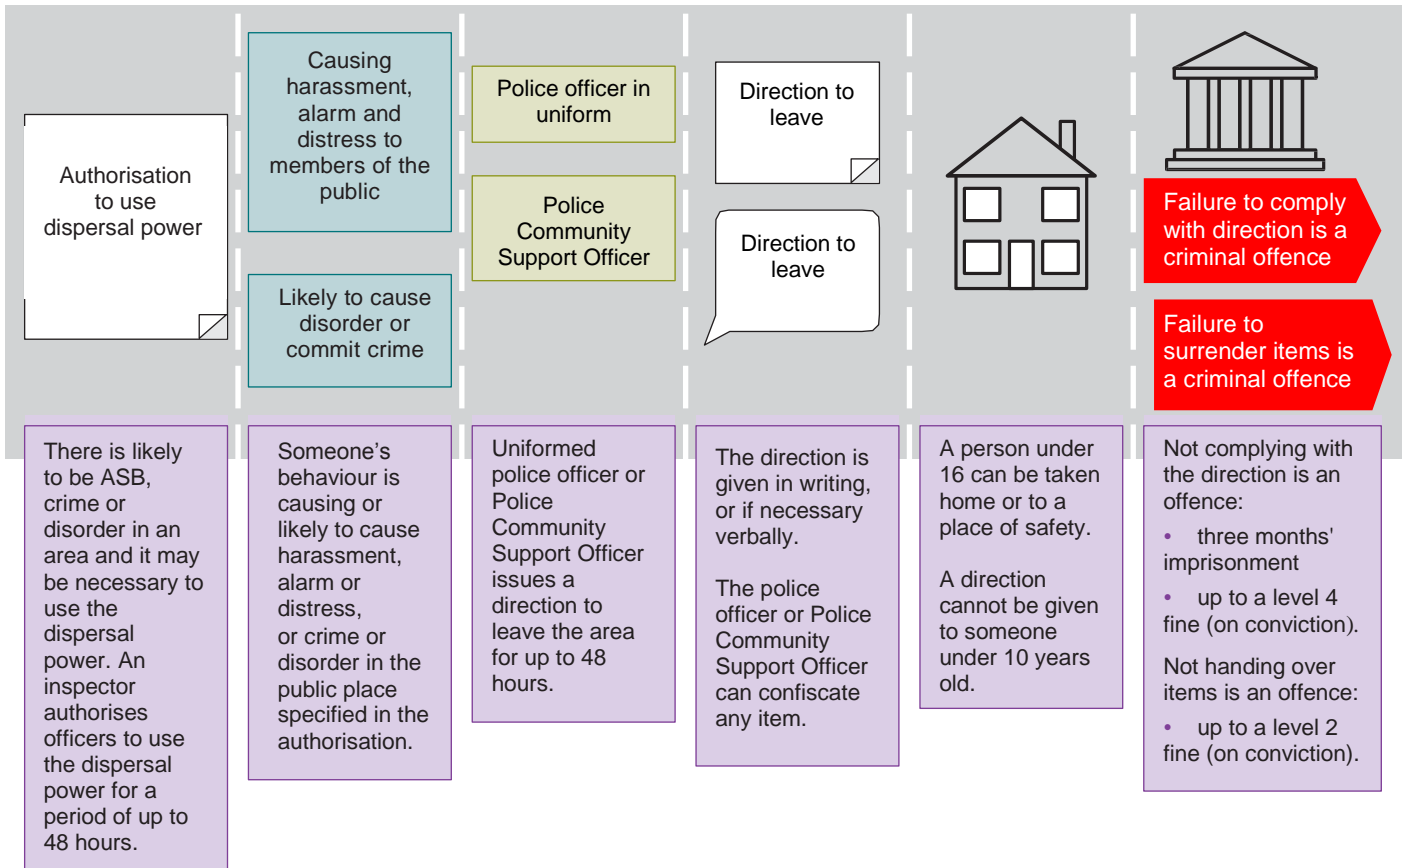 Authorisation
to use
dispersal power
Causing
harassment,
alarm and
distress to
members of the
public
Likely to cause
disorder or
commit crime
Police officer in
uniform
Police
Community
Support Officer
Direction to
leave
Direction to
leave
Failure to comply
with direction is a
criminal offence
Failure to
surrender items is
a criminal offence
There is likely
to be ASB,
crime or
disorder in an
area and it may
be necessary to
use the
dispersal
power. An
inspector
authorises
officers to use
the dispersal
power for a
period of up to
48 hours.
Someone's
behaviour is
causing or
likely to cause
harassment,
alarm or
distress,
or crime or
disorder in the
public place
specified in the
authorisation.
Uniformed
police officer or
Police
Community
Support Officer
issues a
direction to
leave the area
for up to 48
hours.
The direction is
given in writing,
or if necessary
verbally.
The police
officer or Police
Community
Support Officer
can confiscate
any item.
A person under
16 can be taken
home or to a
place of safety.
A direction
cannot be given
to someone
under 10 years
old.
Not complying with
the direction is an
offence:
• three months'
imprisonment
• up to a level 4
fine (on conviction).
Not handing over
items is an offence:
• up to a level 2
fine (on conviction).